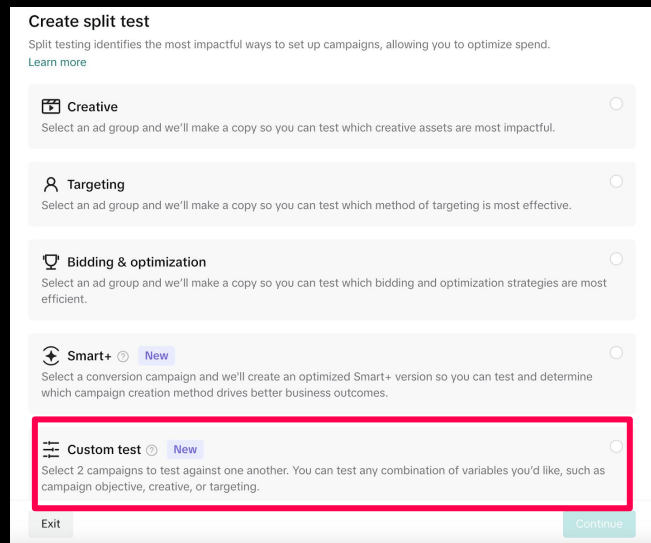 Create split test
Split testing identifies the most impactful ways to set up campaigns, allowing you to optimize spend.
Learn more
Creative
Select an ad group and we'll make a copy so you can test which creative assets are most impactful.
Targeting
Select an ad group and we'll make a copy so you can test which method of targeting is most effective.
Bidding & optimization
Select an ad group and we'll make a copy so you can test which bidding and optimization strategies are most
efficient.
Smart+ ? New
Select a conversion campaign and we'll create an optimized Smart+ version so you can test and determine
which campaign creation method drives better business outcomes.
Custom test ? New
Select 2 campaigns to test against one another. You can test any combination of variables you'd like, such as
campaign objective, creative, or targeting.
Exit Continue